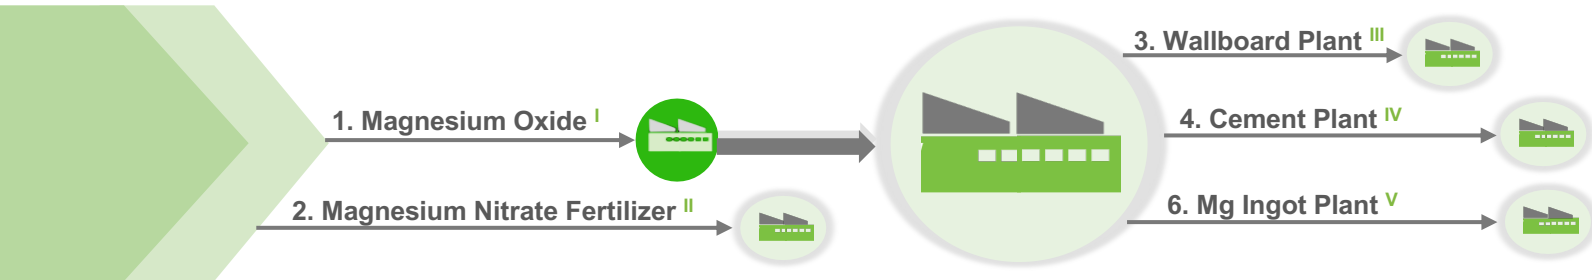 1. Magnesium Oxide I
2. Magnesium Nitrate Fertilizer II
3. Wallboard Plant III
4. Cement Plant IV
6. Mg Ingot Plant V